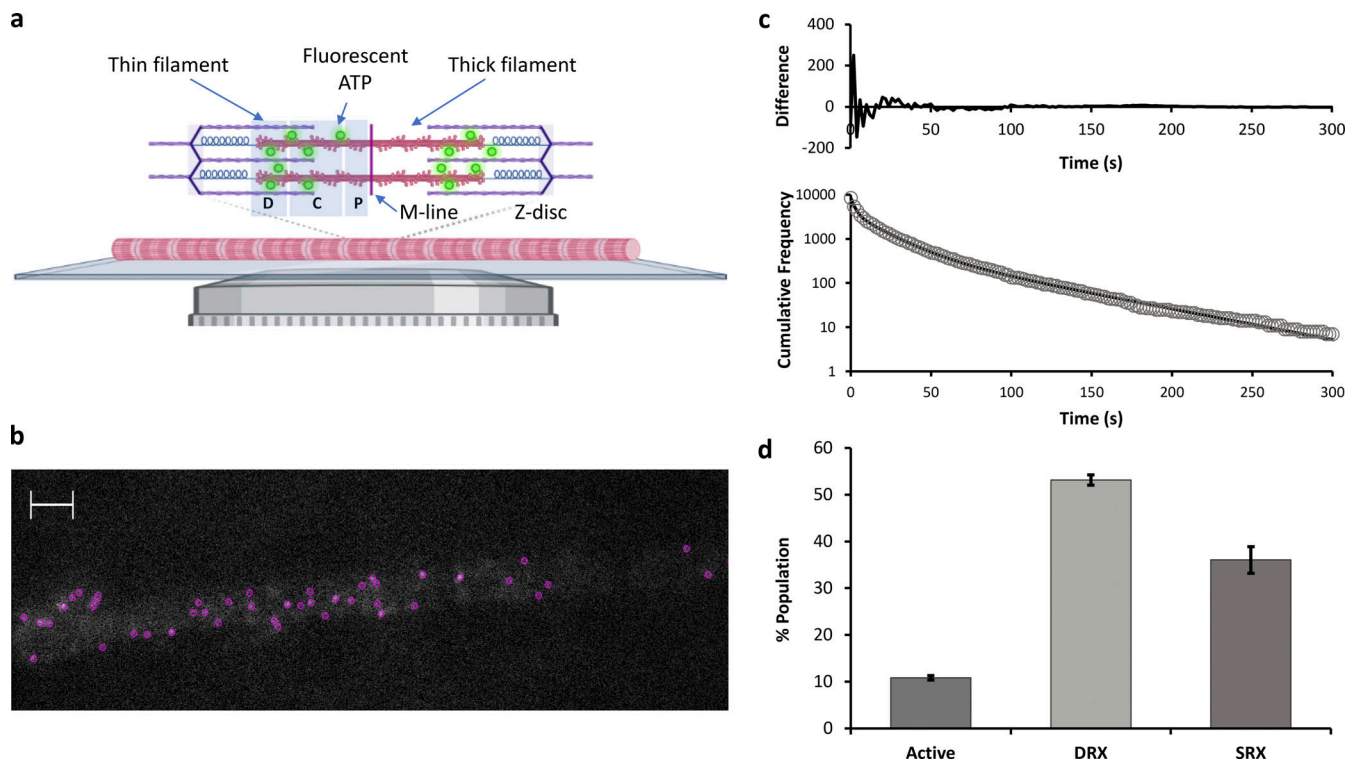 a
Thin filament
Fluorescent
ATP
Thick filament
D
C
P
M-line
Z-disc
b
c
Difference
400
200
0
-200
0
50
100
150
200
250
300
Time (s)
Cumulative Frequency
10000
1000
100
10
1
0
50
100
150
200
250
300
Time (s)
d
% Population
60
50
40
30
20
10
0
Active
DRX
SRX